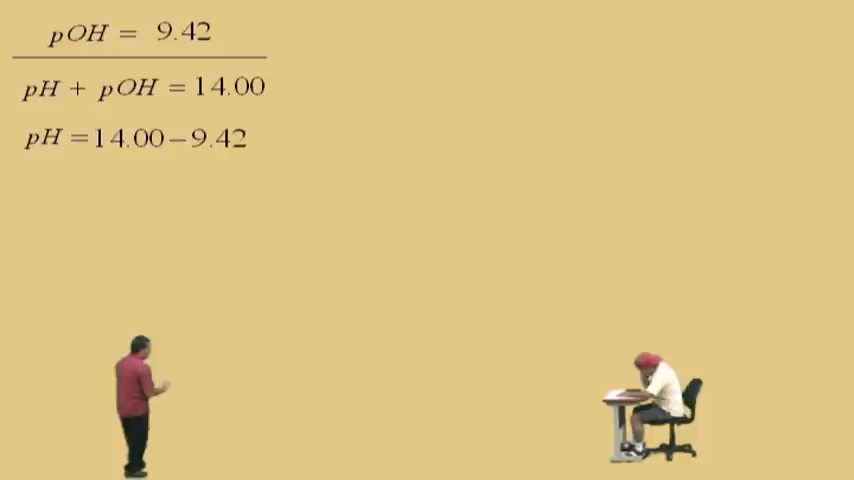 pOH = 9.42
pH + pOH = 14.00
pH = 14.00 – 9.42